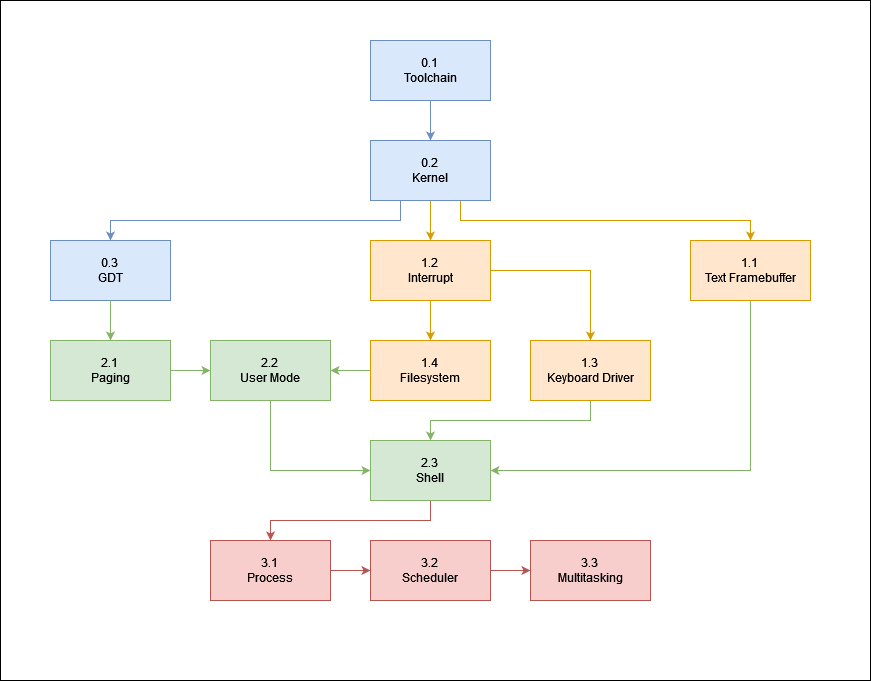 0.1
Toolchain
0.2
Kernel
0.3
GDT
1.2
Interrupt
1.1
Text Framebuffer
2.1
Paging
2.2
User Mode
1.4
Filesystem
1.3
Keyboard Driver
2.3
Shell
3.1
Process
3.2
Scheduler
3.3
Multitasking